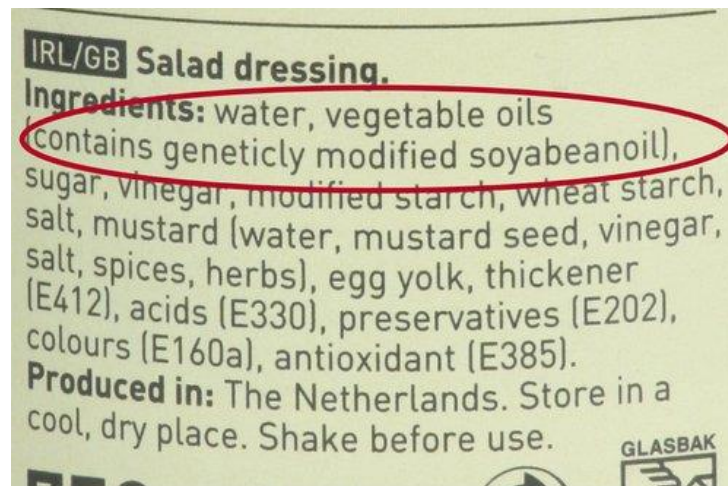 IRL/GB Salad dressing.
Ingredients: water, vegetable oils
(contains geneticly modified soyabeanoil),
sugar, vinegar, modified starch, wheat starch,
salt, mustard (water, mustard seed, vinegar,
salt, spices, herbs), egg yolk, thickener
(E412), acids (E330), preservatives (E202),
colours (E160a), antioxidant (E385).
Produced in: The Netherlands. Store in a
cool, dry place. Shake before use.
GLASBAK